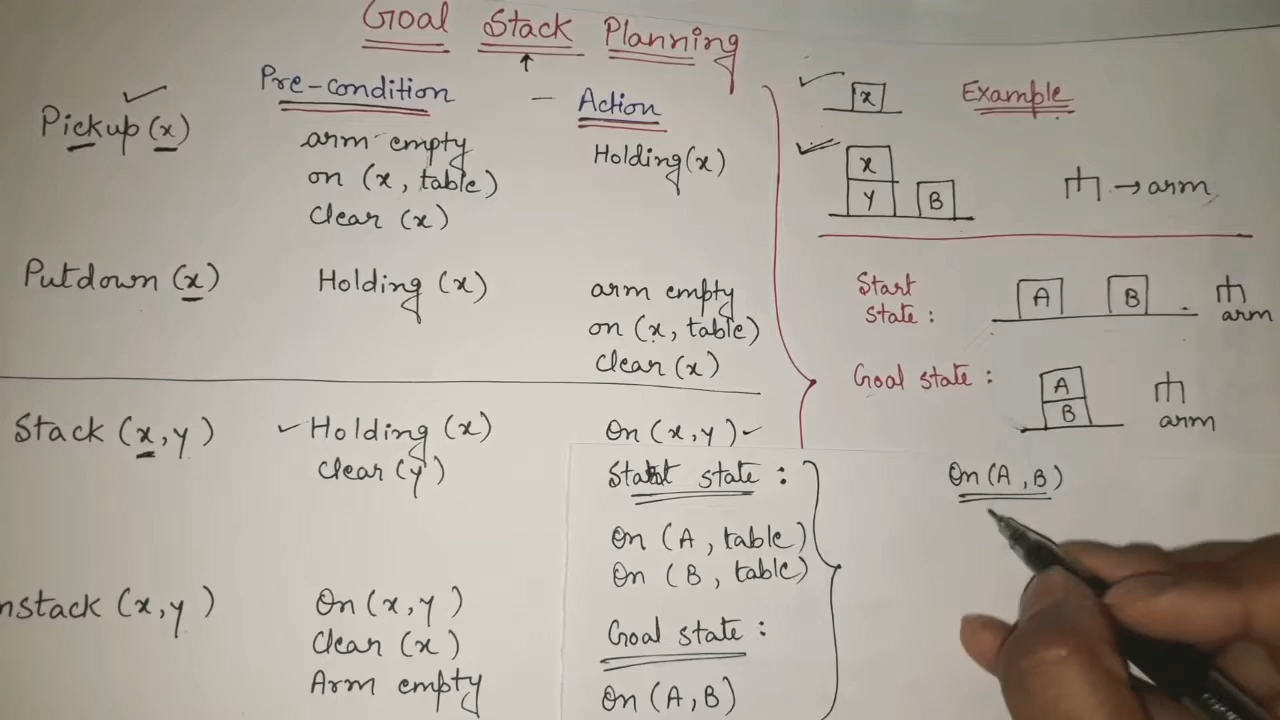 Goal Stack Planning
Pre-condition - Action
Pickup (x)
arm empty
on (x, table)
Clear (x)
Holding (x)
Putdown (x)
Holding (x)
arm empty
on (x, table)
Clear (x)
Stack (x, y)
Holding (x)
Clear (y)
On (x, y)
nstack (x, y)
On (x, y)
Clear (x)
Arm empty
Example
x
x
y
B
→ arm
Start
state :
A
B
arm
Goal state :
A
B
arm
Start state :
On (A, table)
On (B, table)
Goal state :
On (A, B)
On (A, B)